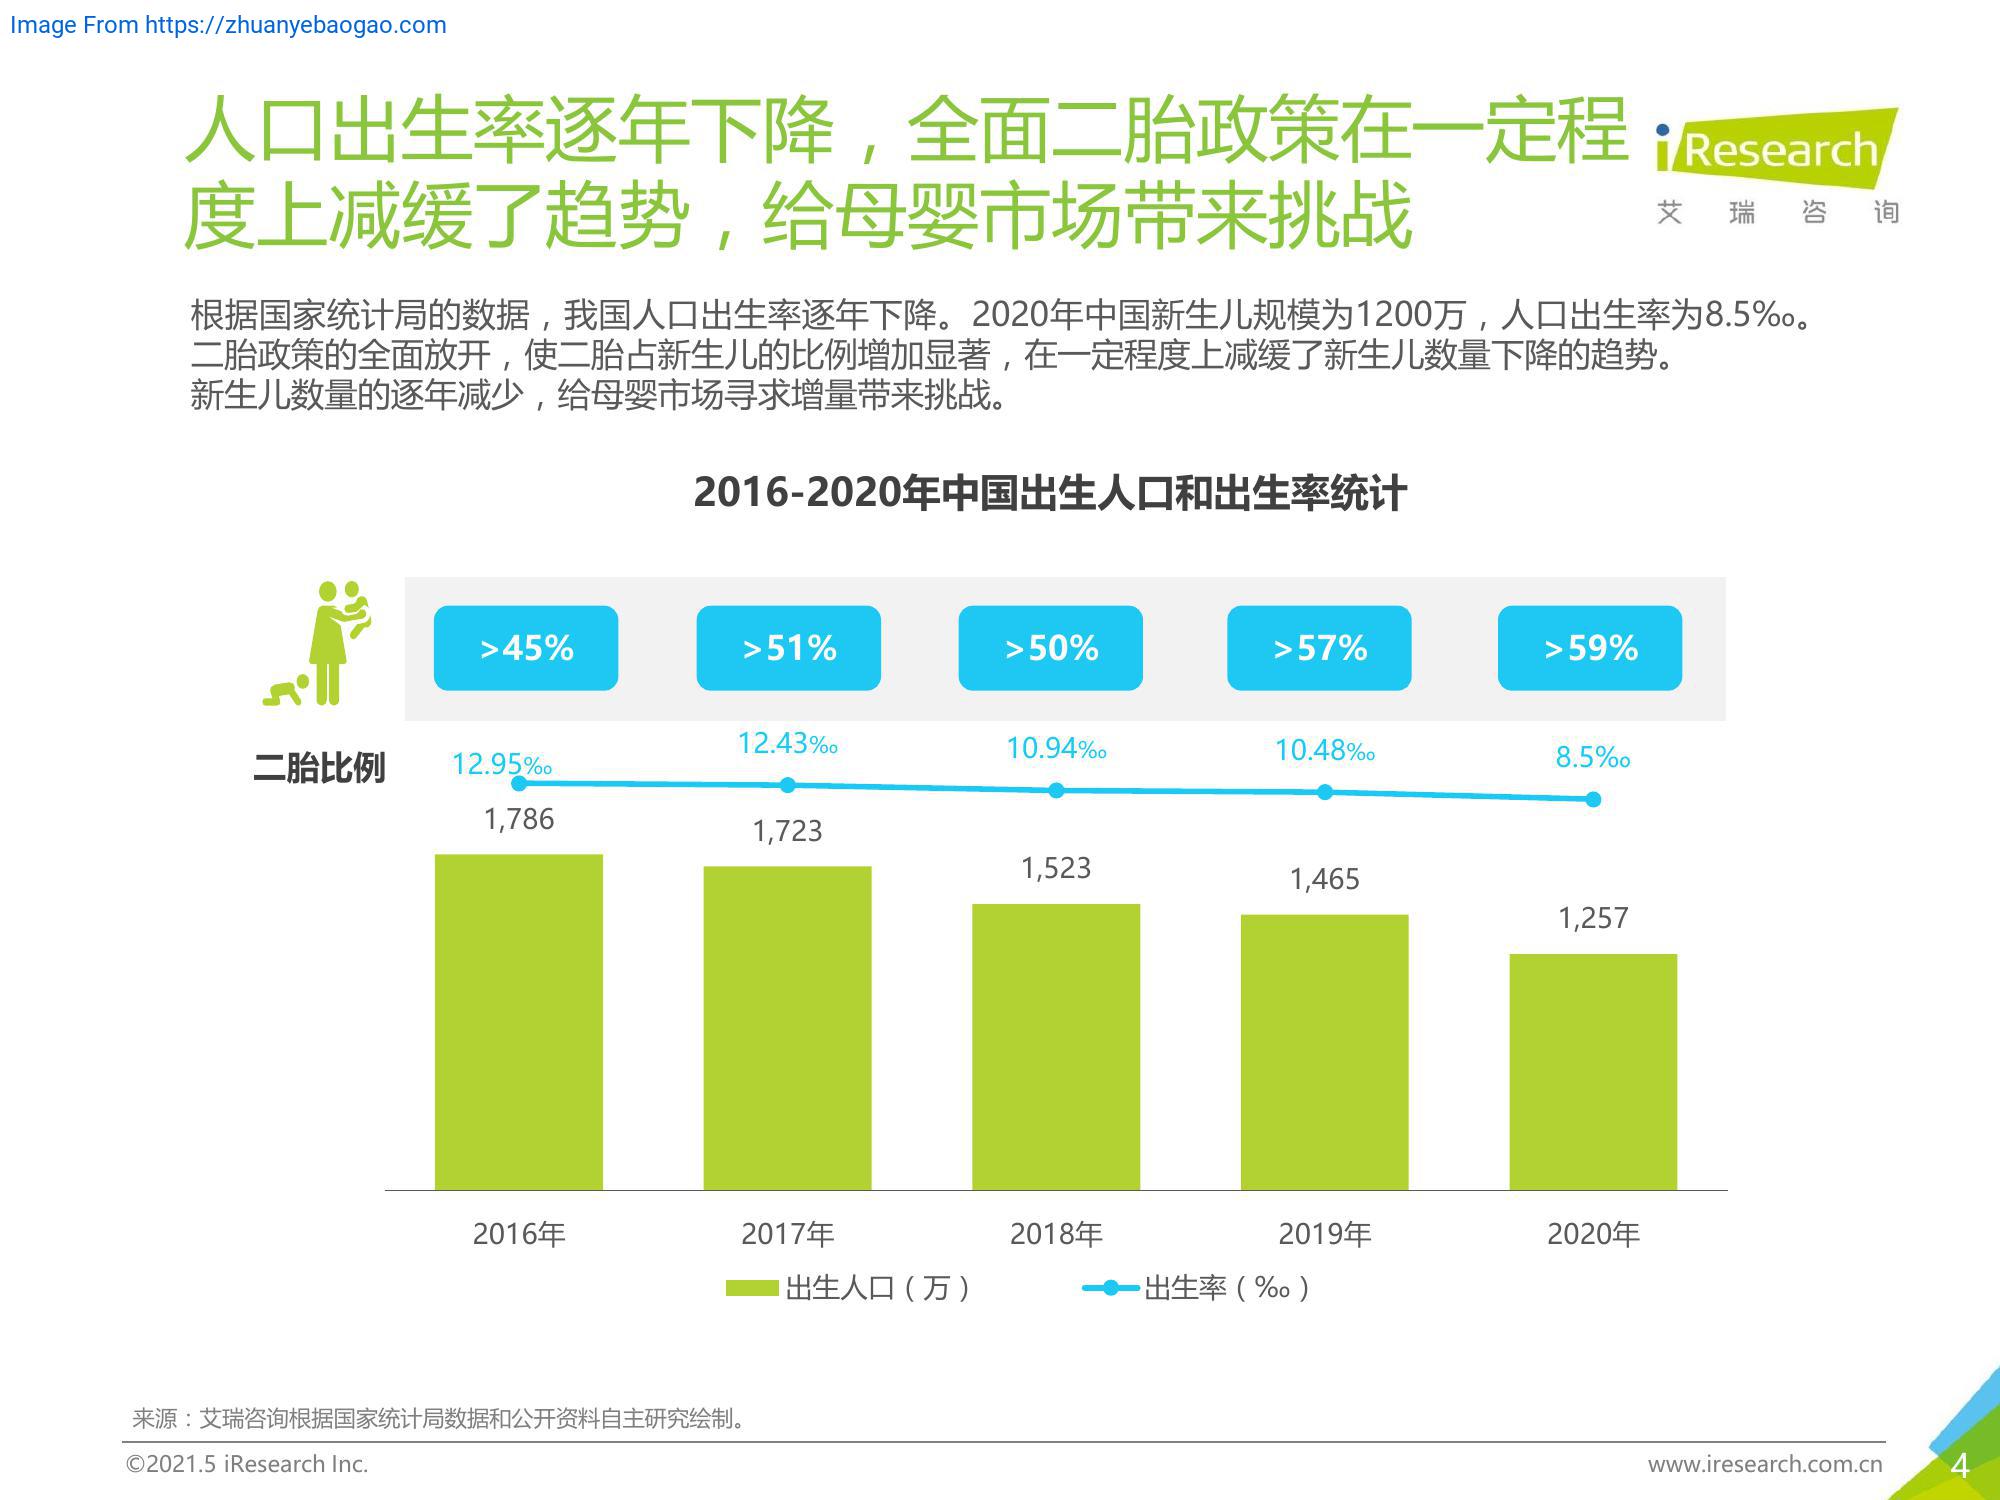 Image From https://zhuanyebaogao.com
人口出生率逐年下降，全面二胎政策在一定程
度上减缓了趋势，给母婴市场带来挑战
iResearch
艾瑞咨询
根据国家统计局的数据，我国人口出生率逐年下降。2020年中国新生儿规模为1200万，人口出生率为8.5‰。
二胎政策的全面放开，使二胎占新生儿的比例增加显著，在一定程度上减缓了新生儿数量下降的趋势。
新生儿数量的逐年减少，给母婴市场寻求增量带来挑战。
2016-2020年中国出生人口和出生率统计
>45% >51% >50% >57% >59%
二胎比例
12.95‰ 12.43‰ 10.94‰ 10.48‰ 8.5‰
1,786 1,723 1,523 1,465 1,257
2016年 2017年 2018年 2019年 2020年
出生人口（万） 出生率（‰）
来源：艾瑞咨询根据国家统计局数据和公开资料自主研究绘制。
©2021.5 iResearch Inc. www.iresearch.com.cn 4